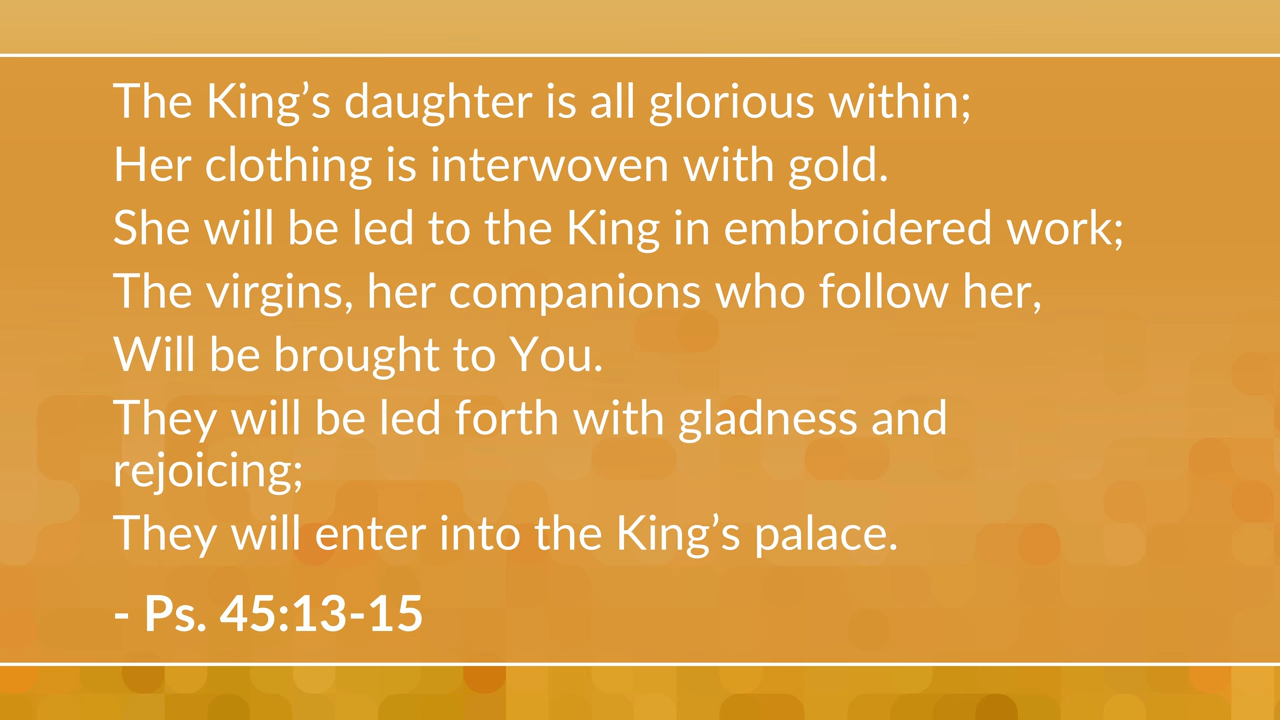 The King’s daughter is all glorious within;
Her clothing is interwoven with gold.
She will be led to the King in embroidered work;
The virgins, her companions who follow her,
Will be brought to You.
They will be led forth with gladness and
rejoicing;
They will enter into the King’s palace.
- Ps. 45:13-15